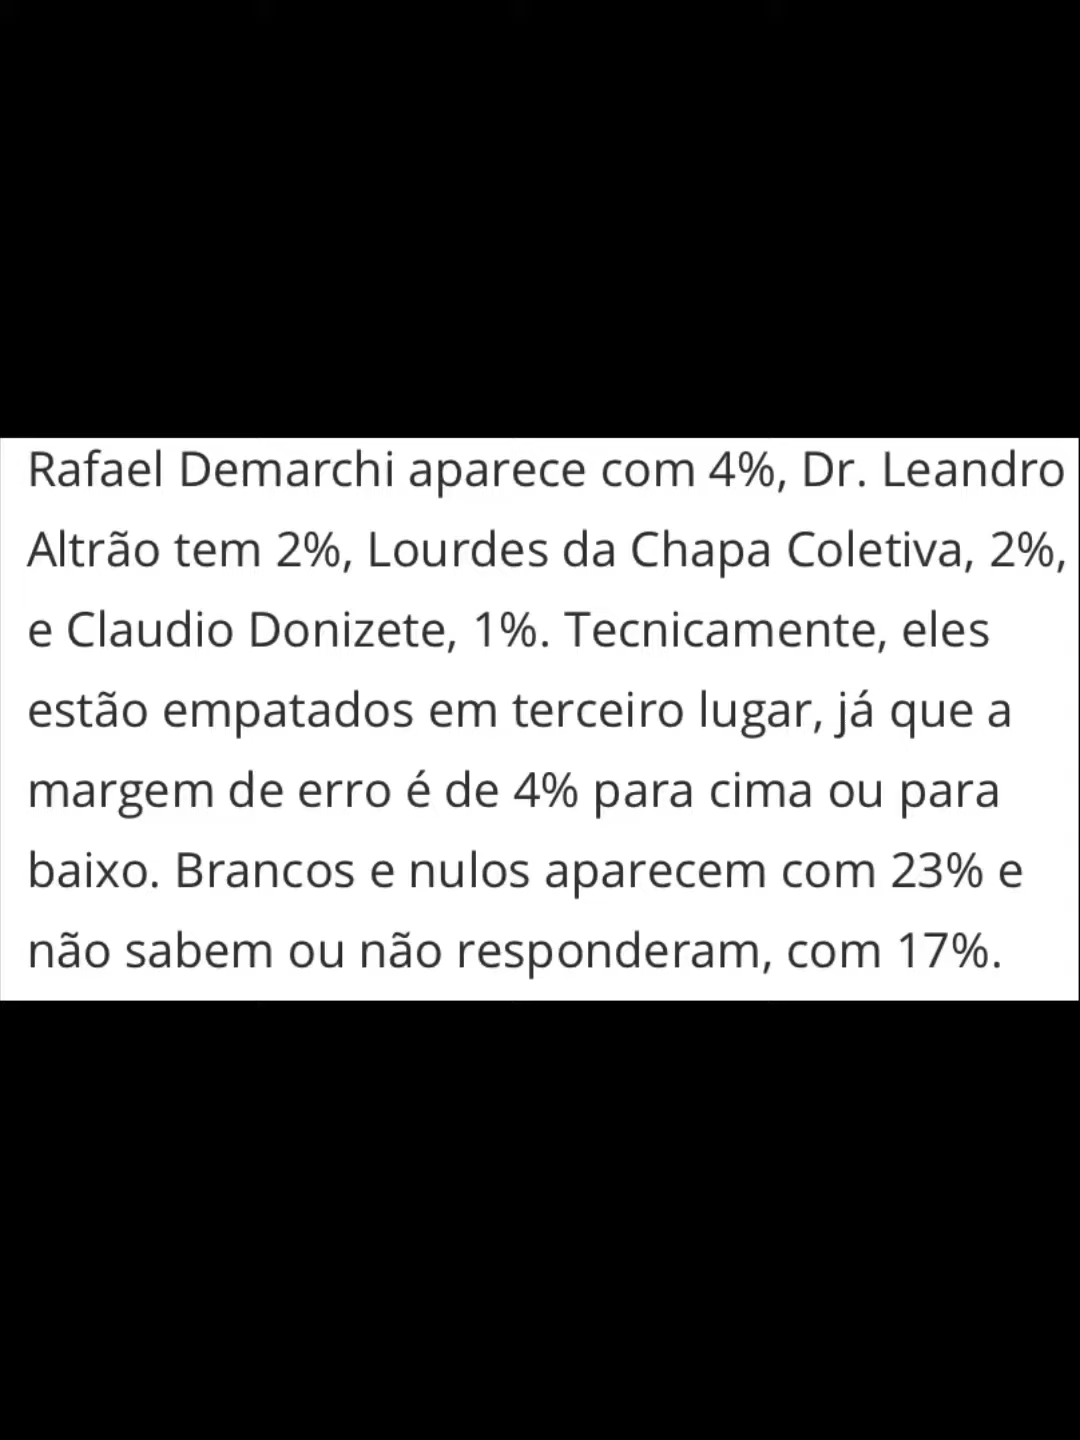 Rafael Demarchi aparece com 4%, Dr. Leandro
Altrão tem 2%, Lourdes da Chapa Coletiva, 2%,
e Claudio Donizete, 1%. Tecnicamente, eles
estão empatados em terceiro lugar, já que a
margem de erro é de 4% para cima ou para
baixo. Brancos e nulos aparecem com 23% e
não sabem ou não responderam, com 17%.